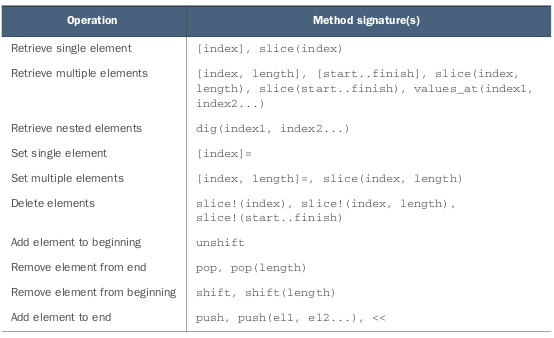 Operation Method signature(s)
Retrieve single element [index], slice(index)
Retrieve multiple elements [index, length], [start..finish], slice(index,
length), slice(start..finish), values_at(index1,
index2...)
Retrieve nested elements dig(index1, index2...)
Set single element [index]=
Set multiple elements [index, length]=, slice(index, length)
Delete elements slice!(index), slice!(index, length),
slice!(start..finish)
Add element to beginning unshift
Remove element from end pop, pop(length)
Remove element from beginning shift, shift(length)
Add element to end push, push(el1, el2...), <<